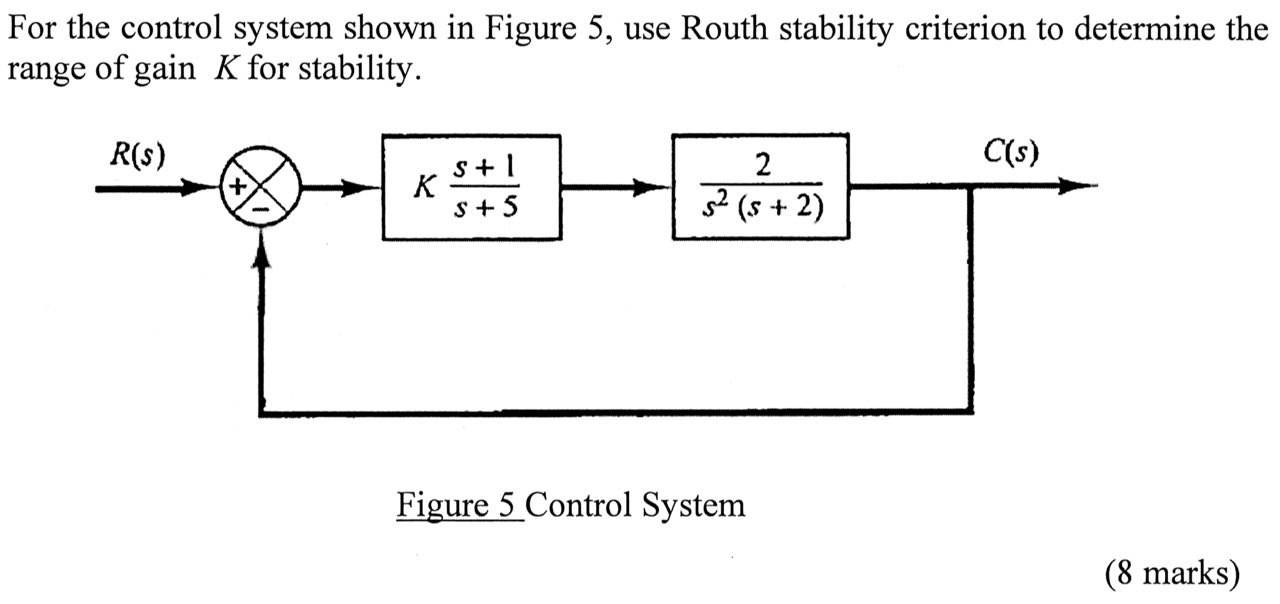 For the control system shown in Figure 5, use Routh stability criterion to determine the
range of gain K for stability.
R(s)
C(s)
+
−
K s + 1
s + 5
2
s² (s + 2)
Figure 5 Control System
(8 marks)